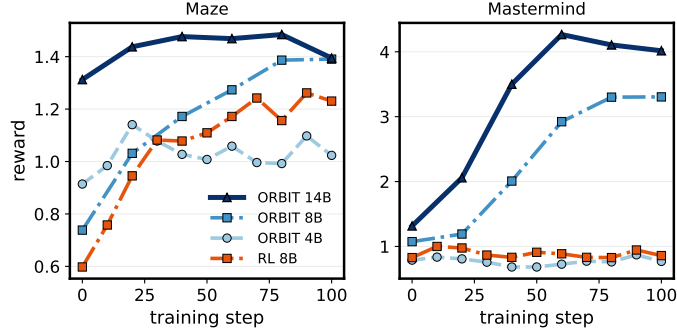 Maze
Mastermind
reward
1.4
1.2
1.0
0.8
0.6
0
25
50
75
100
training step
ORBIT 14B
ORBIT 8B
ORBIT 4B
RL 8B
4
3
2
1
0
25
50
75
100
training step